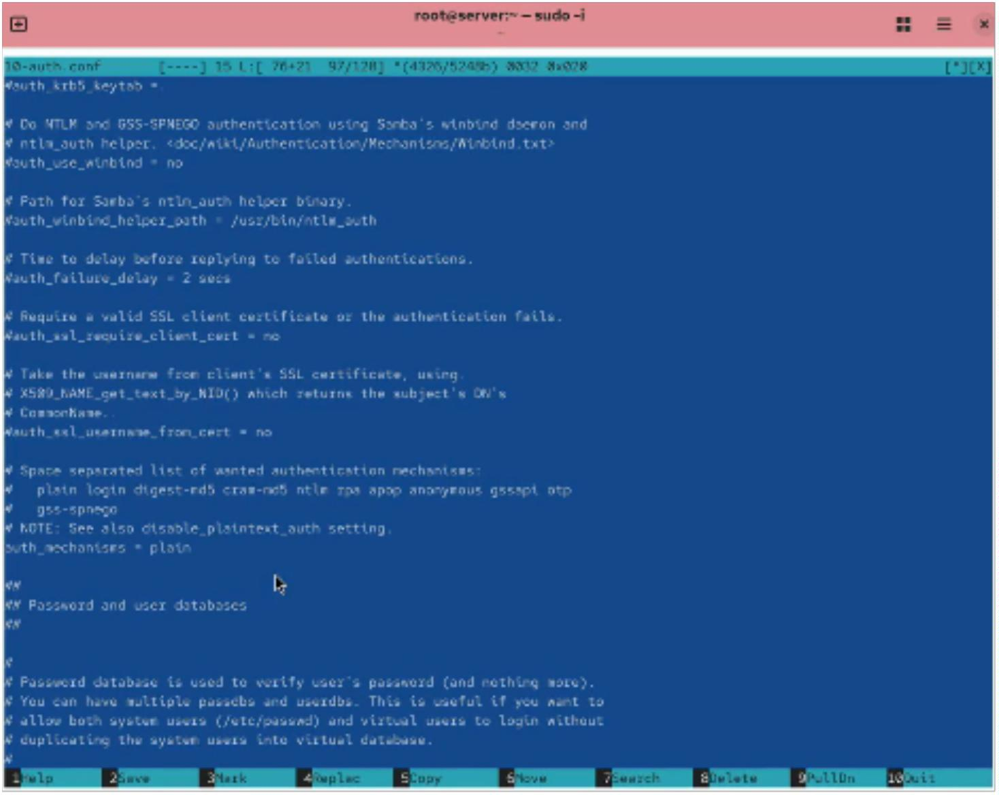 root@server:~ — sudo -i
10-auth.conf [----] 15 L:[ 76+21 97/128] *(4326/5248b) 0032 0x020 [*][X]
#auth_krb5_keytab =.
# Do NTLM and GSS-SPNEGO authentication using Samba's winbind daemon and
# ntlm_auth helper. <doc/wiki/Authentication/Mechanisms/Winbind.txt>
#auth_use_winbind = no
# Path for Samba's ntlm_auth helper binary.
#auth_winbind_helper_path = /usr/bin/ntlm_auth
# Time to delay before replying to failed authentications.
#auth_failure_delay = 2 secs
# Require a valid SSL client certificate or the authentication fails.
#auth_ssl_require_client_cert = no
# Take the username from client's SSL certificate, using.
# X509_NAME_get_text_by_NID() which returns the subject's DN's
# CommonName..
#auth_ssl_username_from_cert = no
# Space separated list of wanted authentication mechanisms:
#   plain login digest-md5 cram-md5 ntlm rpa apop anonymous gssapi otp
#   gss-spnego
# NOTE: See also disable_plaintext_auth setting.
auth_mechanisms = plain
##
## Password and user databases
##
#
# Password database is used to verify user's password (and nothing more).
# You can have multiple passdbs and userdbs. This is useful if you want to
# allow both system users (/etc/passwd) and virtual users to login without
# duplicating the system users into virtual database.
#
1Help 2Save 3Mark 4Replac 5Copy 6Move 7Search 8Delete 9PullDn 10Quit